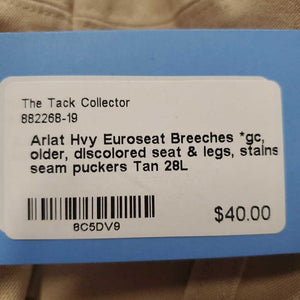 The Tack Collector
882268-19
Ariat Hvy Euroseat Breeches *gc,
older, discolored seat & legs, stains
seam puckers Tan 28L
8C5DV9
$40.00